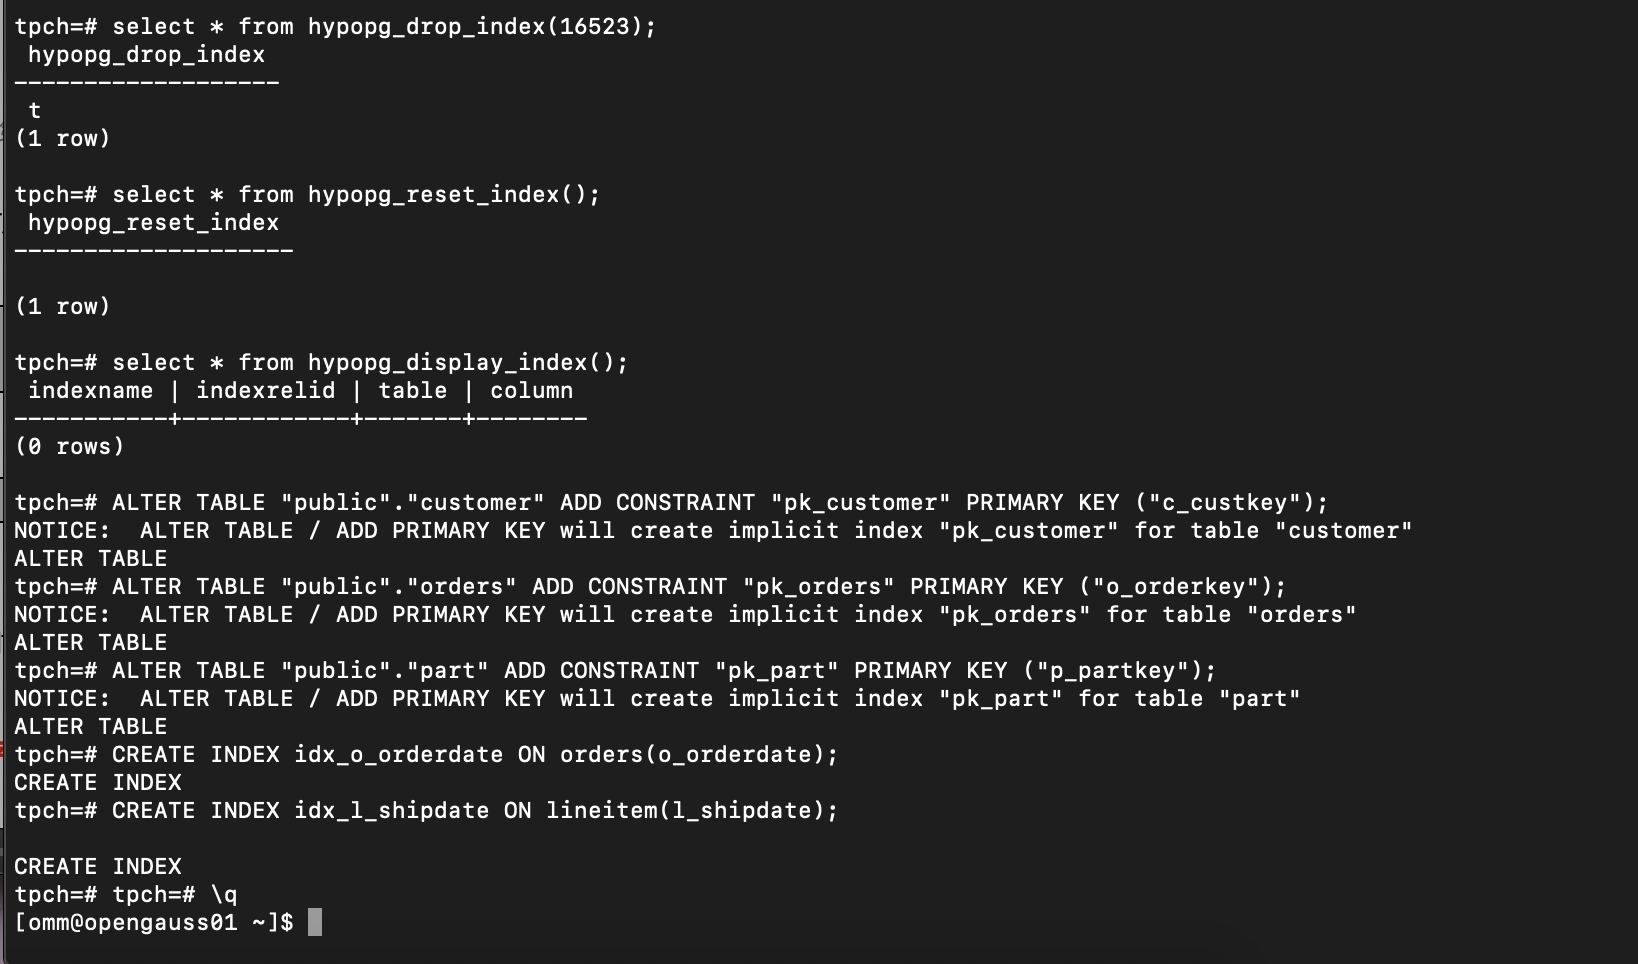 tpch=# select * from hypopg_drop_index(16523);
 hypopg_drop_index
-------------------
 t
(1 row)

tpch=# select * from hypopg_reset_index();
 hypopg_reset_index
--------------------

(1 row)

tpch=# select * from hypopg_display_index();
 indexname | indexrelid | table | column
-----------+------------+-------+--------
(0 rows)

tpch=# ALTER TABLE "public"."customer" ADD CONSTRAINT "pk_customer" PRIMARY KEY ("c_custkey");
NOTICE:  ALTER TABLE / ADD PRIMARY KEY will create implicit index "pk_customer" for table "customer"
ALTER TABLE
tpch=# ALTER TABLE "public"."orders" ADD CONSTRAINT "pk_orders" PRIMARY KEY ("o_orderkey");
NOTICE:  ALTER TABLE / ADD PRIMARY KEY will create implicit index "pk_orders" for table "orders"
ALTER TABLE
tpch=# ALTER TABLE "public"."part" ADD CONSTRAINT "pk_part" PRIMARY KEY ("p_partkey");
NOTICE:  ALTER TABLE / ADD PRIMARY KEY will create implicit index "pk_part" for table "part"
ALTER TABLE
tpch=# CREATE INDEX idx_o_orderdate ON orders(o_orderdate);
CREATE INDEX
tpch=# CREATE INDEX idx_l_shipdate ON lineitem(l_shipdate);

CREATE INDEX
tpch=# tpch=# \q
[omm@opengauss01 ~]$